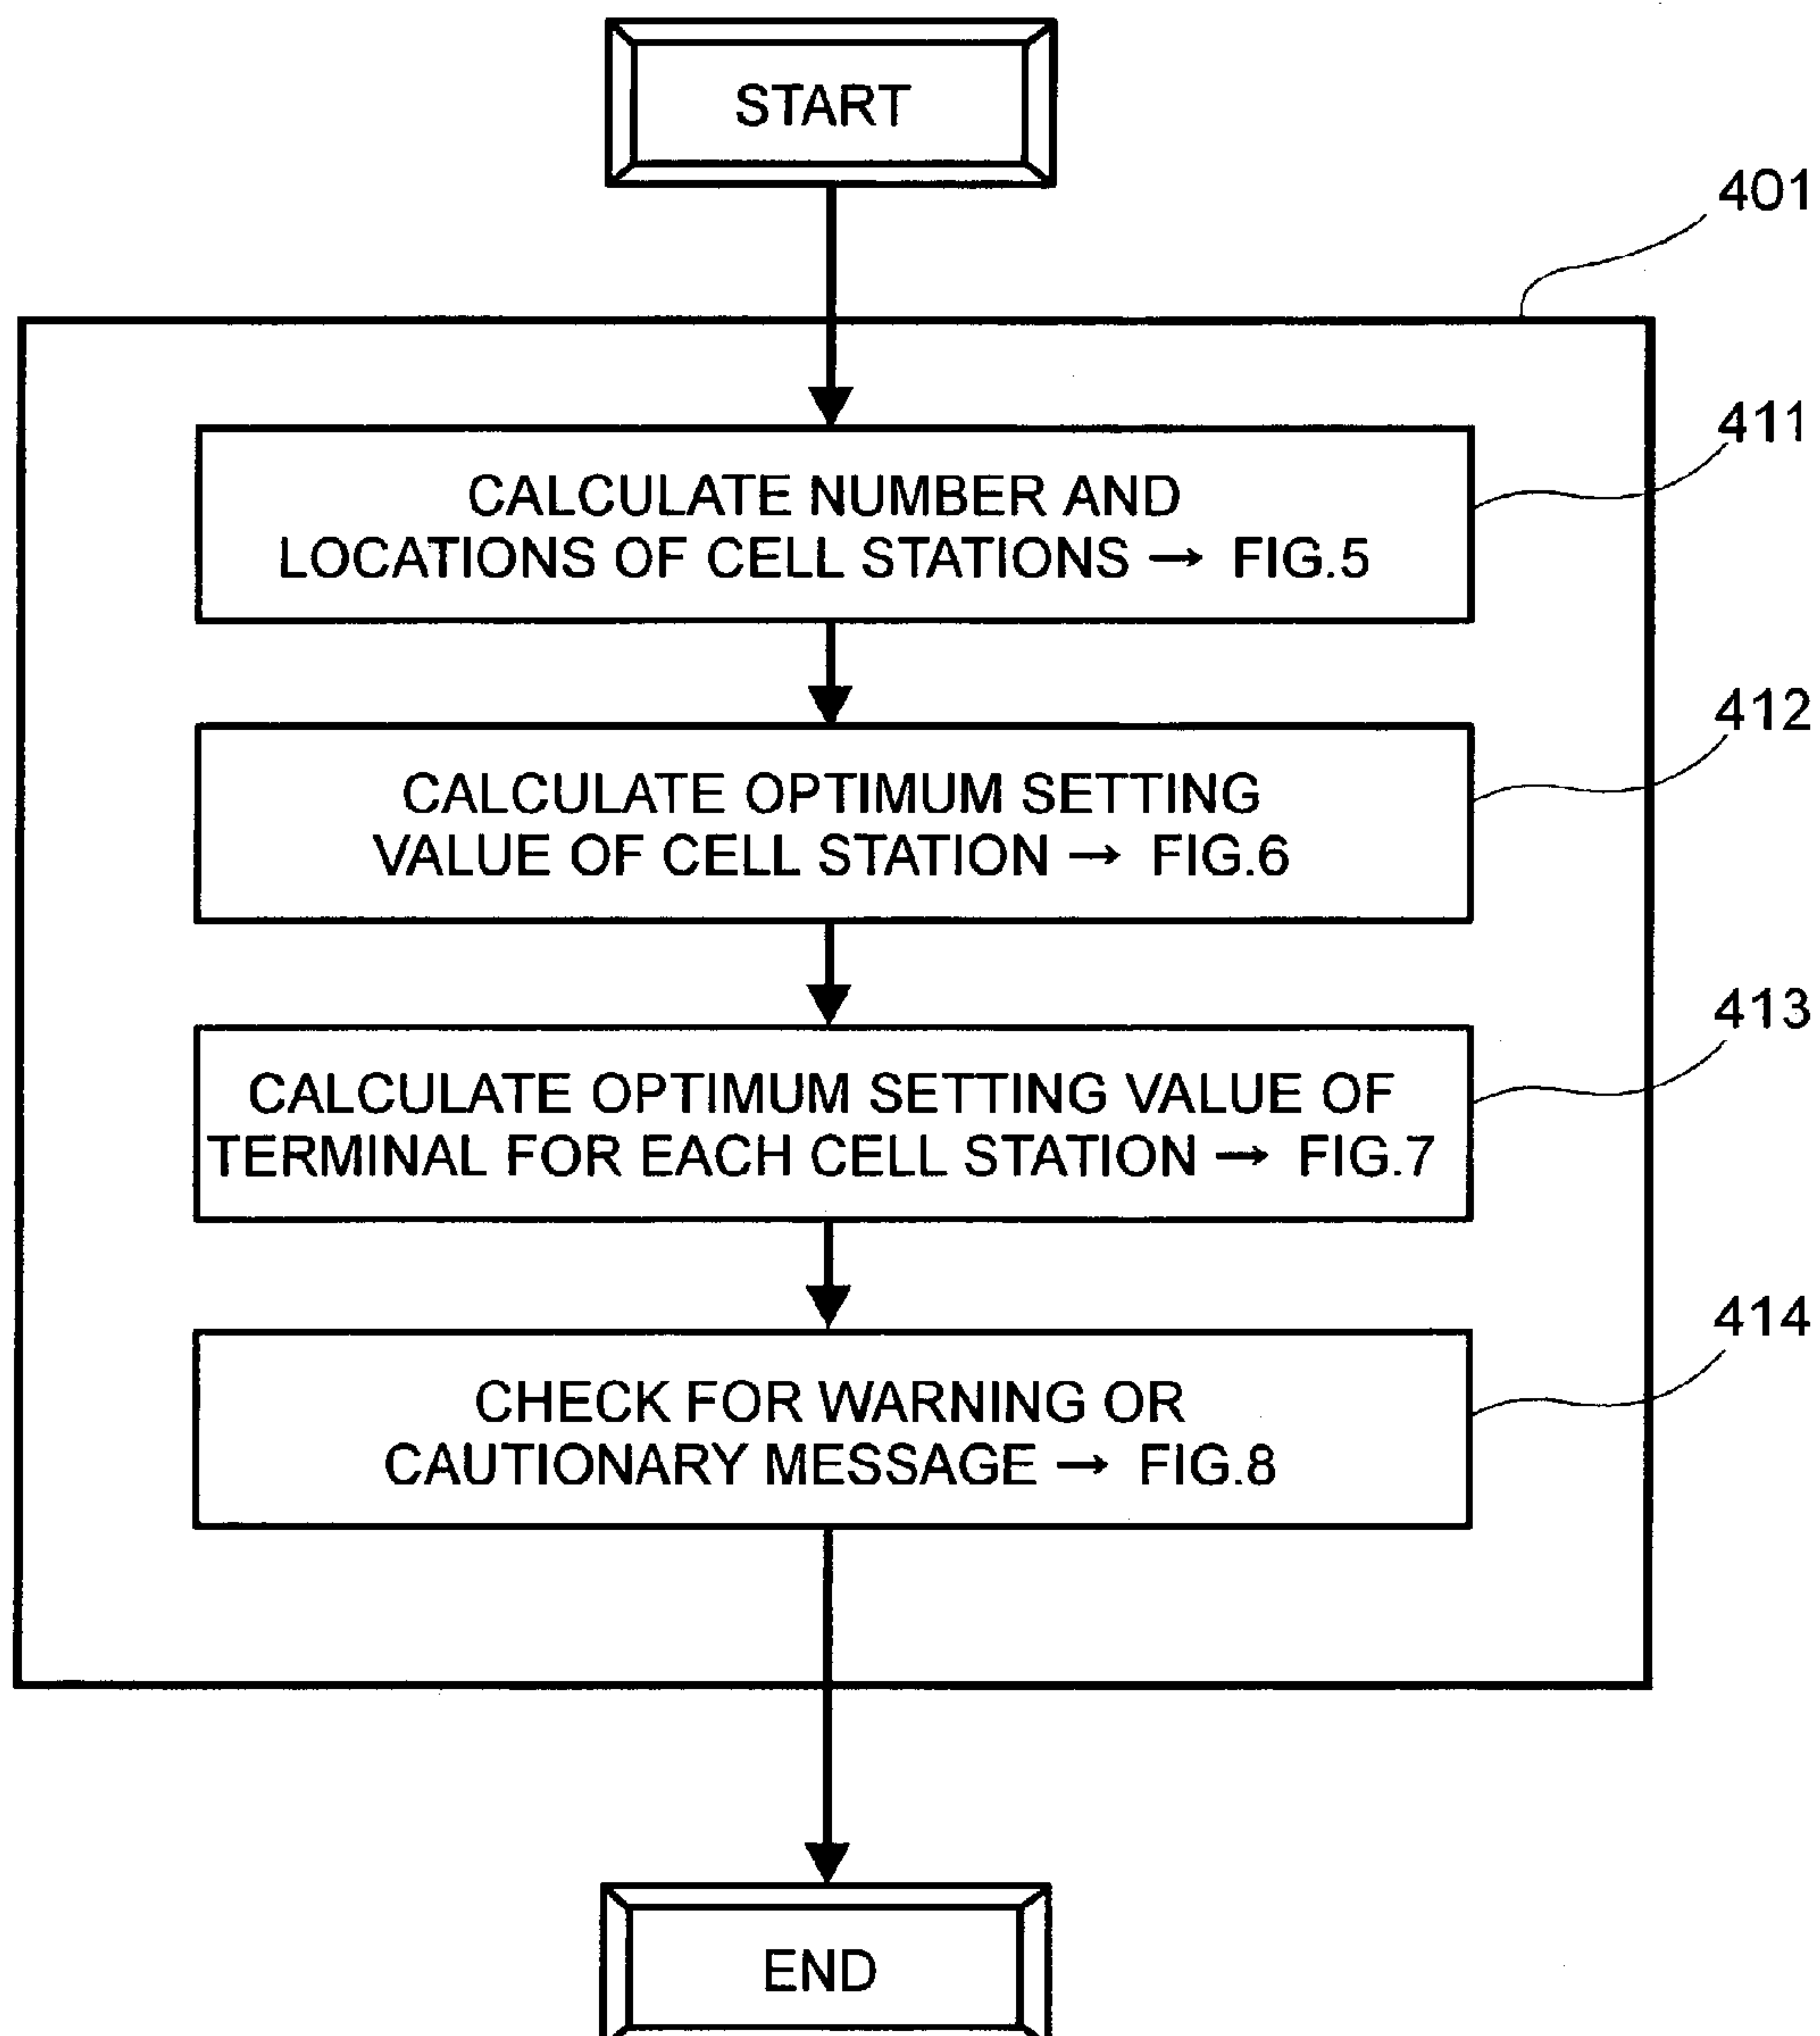 START
401
411
CALCULATE NUMBER AND
LOCATIONS OF CELL STATIONS → FIG.5
412
CALCULATE OPTIMUM SETTING
VALUE OF CELL STATION → FIG.6
413
CALCULATE OPTIMUM SETTING VALUE OF
TERMINAL FOR EACH CELL STATION → FIG.7
414
CHECK FOR WARNING OR
CAUTIONARY MESSAGE → FIG.8
END